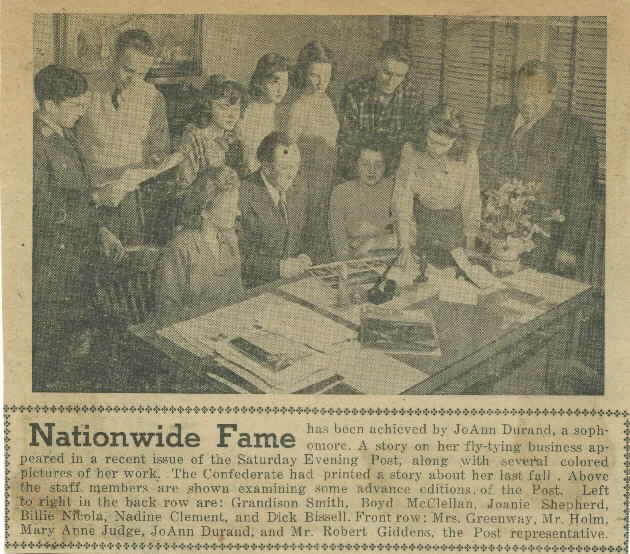 Nationwide Fame has been achieved by JoAnn Durand, a soph-
omore. A story on her fly-tying business ap-
peared in a recent issue of the Saturday Evening Post, along with several colored
pictures of her work. The Confederate had printed a story about her last fall . Above
the staff members are shown examining some advance editions of the Post. Left
to right in the back row are: Grandison Smith, Boyd McClellan, Joanie Shepherd,
Billie Nicola, Nadine Clement, and Dick Bissell. Front row: Mrs. Greenway, Mr. Holm,
Mary Anne Judge, JoAnn Durand, and Mr. Robert Giddens, the Post representative.